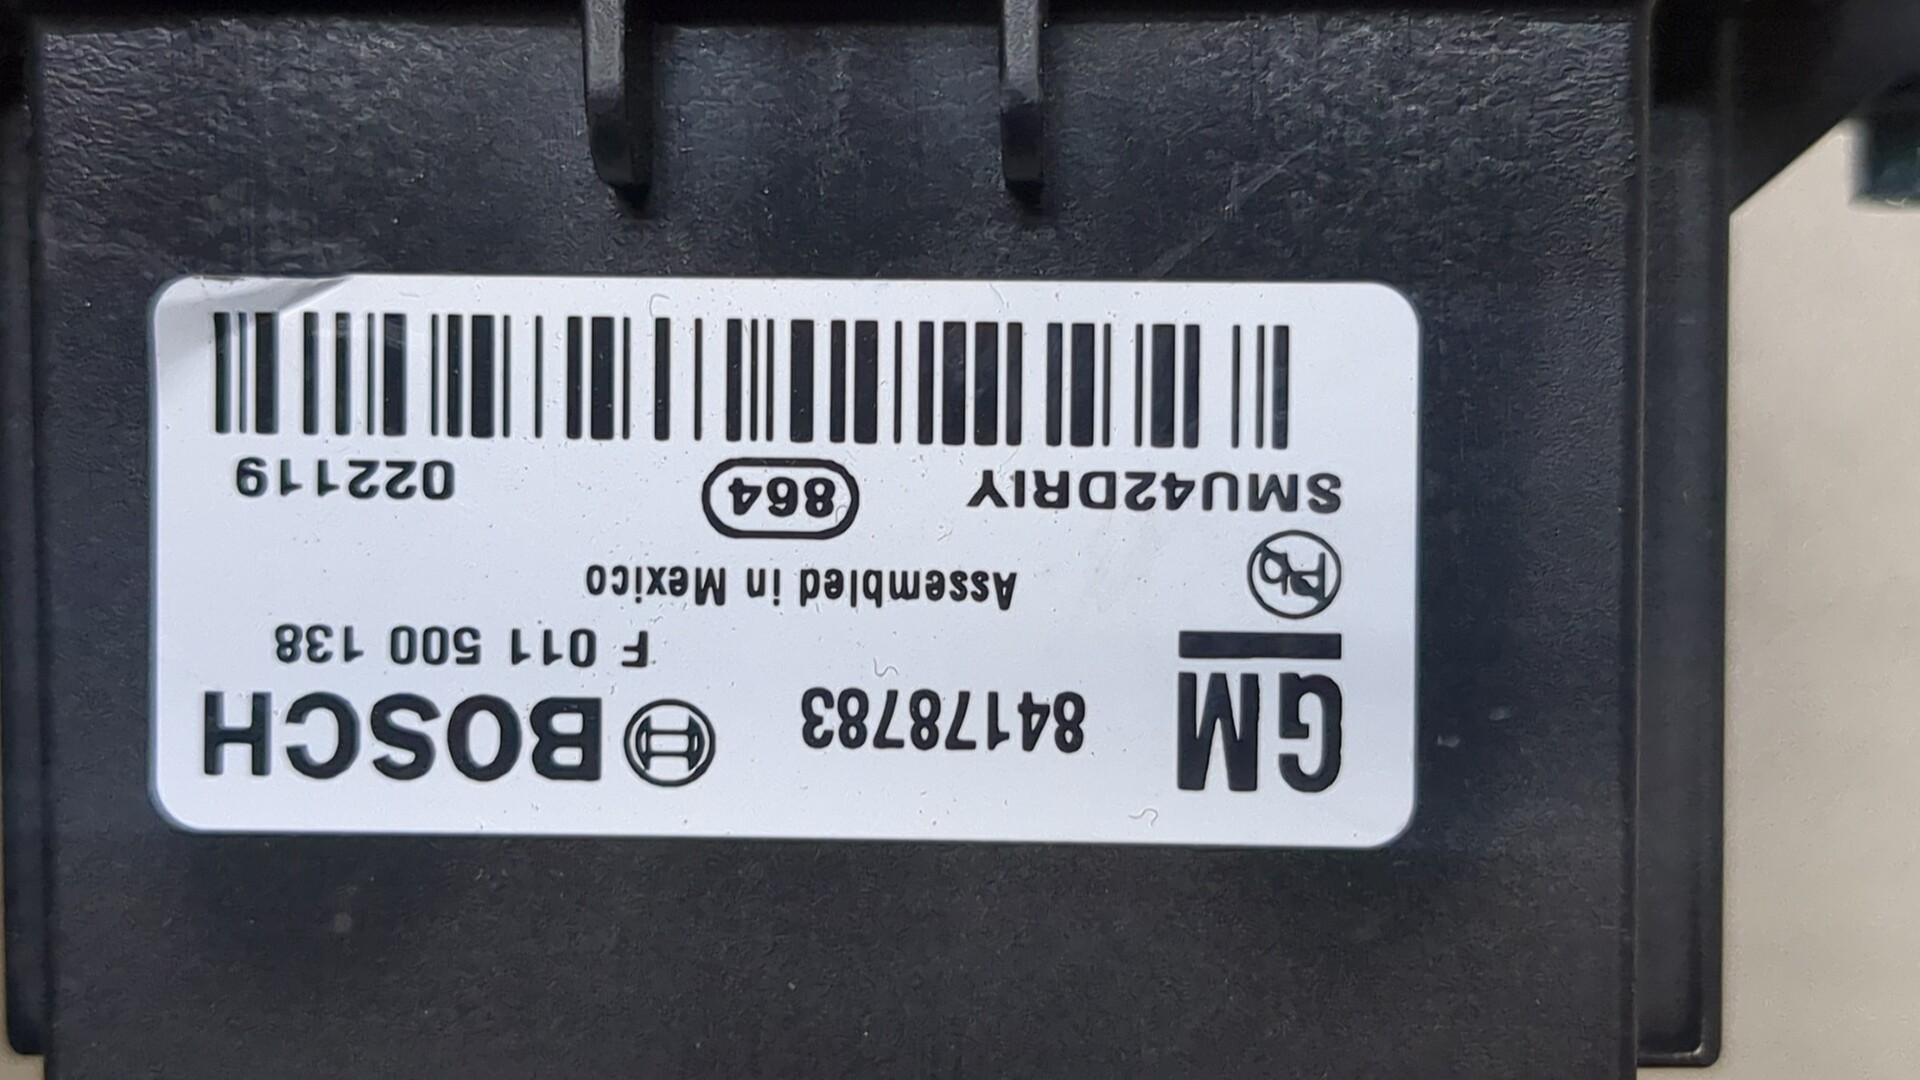 GM 84178783 BOSCH
F 011 500 138
Assembled in Mexico
Pb
SMU42DRIY 864 022119